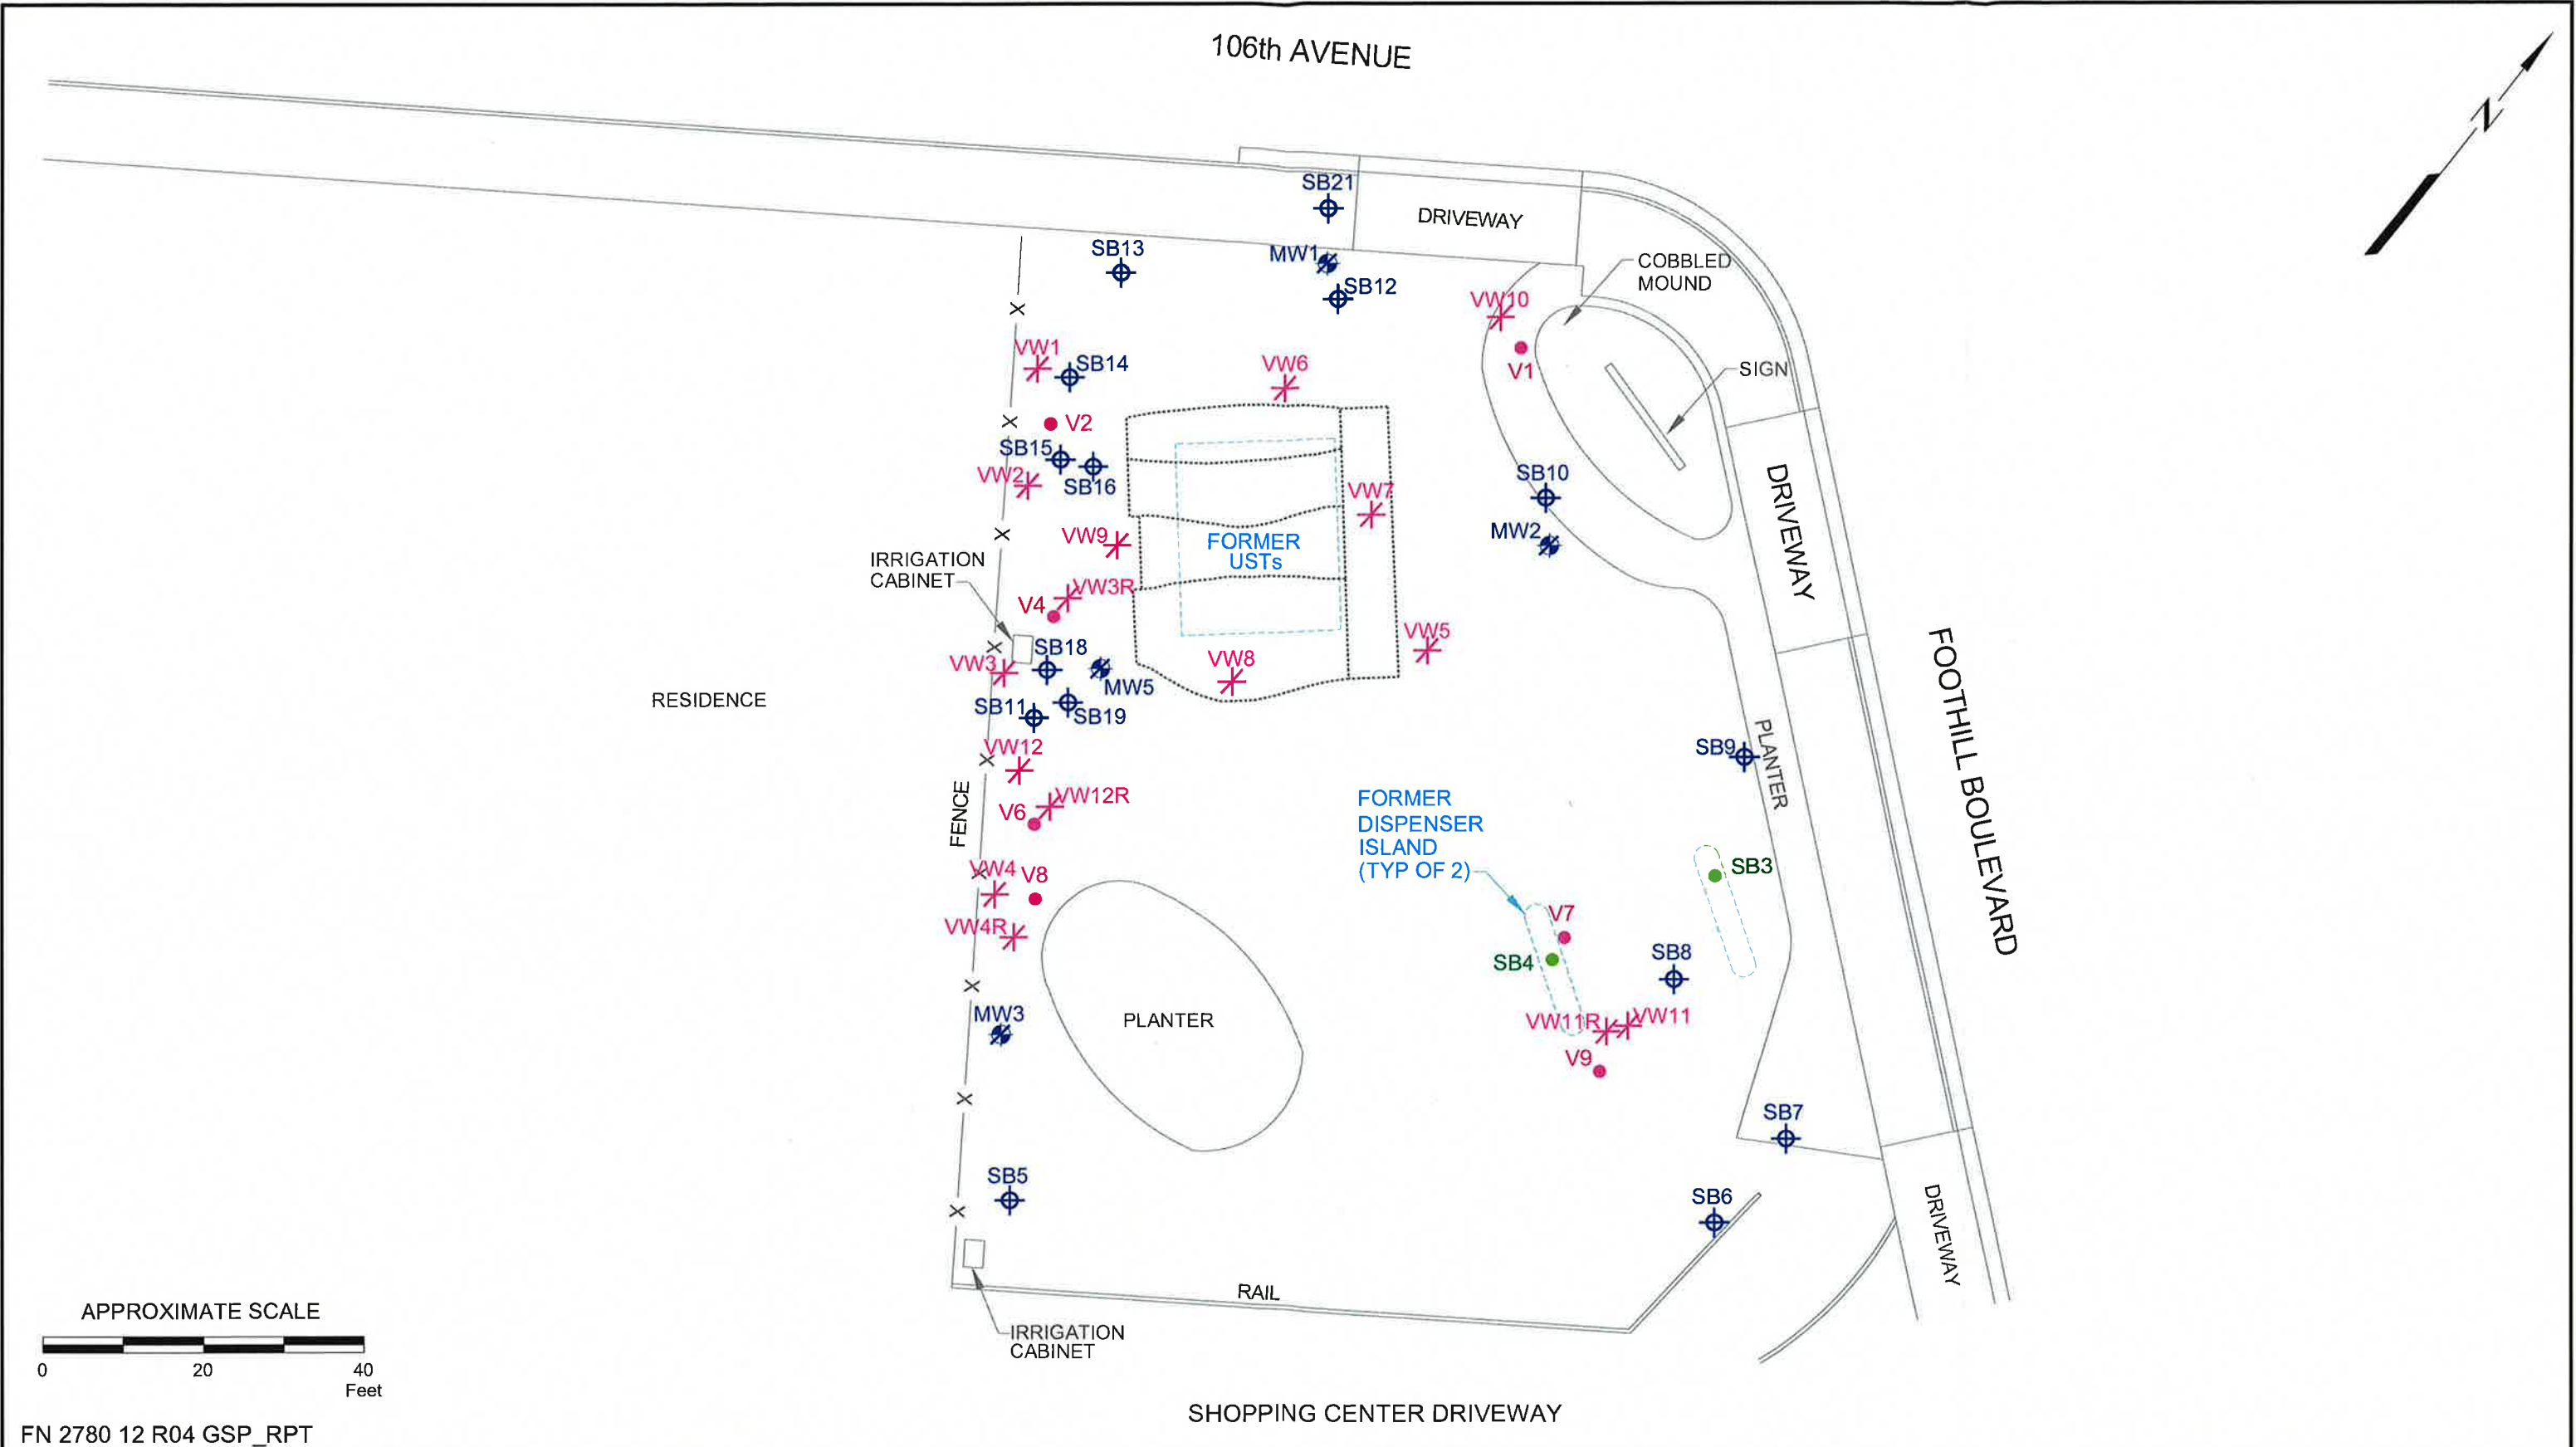 106th AVENUE
N
SB21
DRIVEWAY
SB13
MW1
SB12
COBBLED
MOUND
VW10
VW1
SB14
VW6
V1
SIGN
V2
SB15
VW2
SB16
SB10
VW7
MW2
DRIVEWAY
VW9
FORMER
USTs
IRRIGATION
CABINET
VW3R
V4
VW5
SB18
VW3
VW8
MW5
RESIDENCE
SB11
SB19
FOOTHILL BOULEVARD
VW12
SB9
PLANTER
VW12R
V6
FENCE
FORMER
DISPENSER
ISLAND
(TYP OF 2)
SB3
VW4
V8
V7
VW4R
SB4
SB8
MW3
PLANTER
VW11R
VW11
V9
SB7
SB5
SB6
DRIVEWAY
RAIL
APPROXIMATE SCALE
0 20 40
Feet
IRRIGATION
CABINET
SHOPPING CENTER DRIVEWAY
FN 2780 12 R04 GSP_RPT